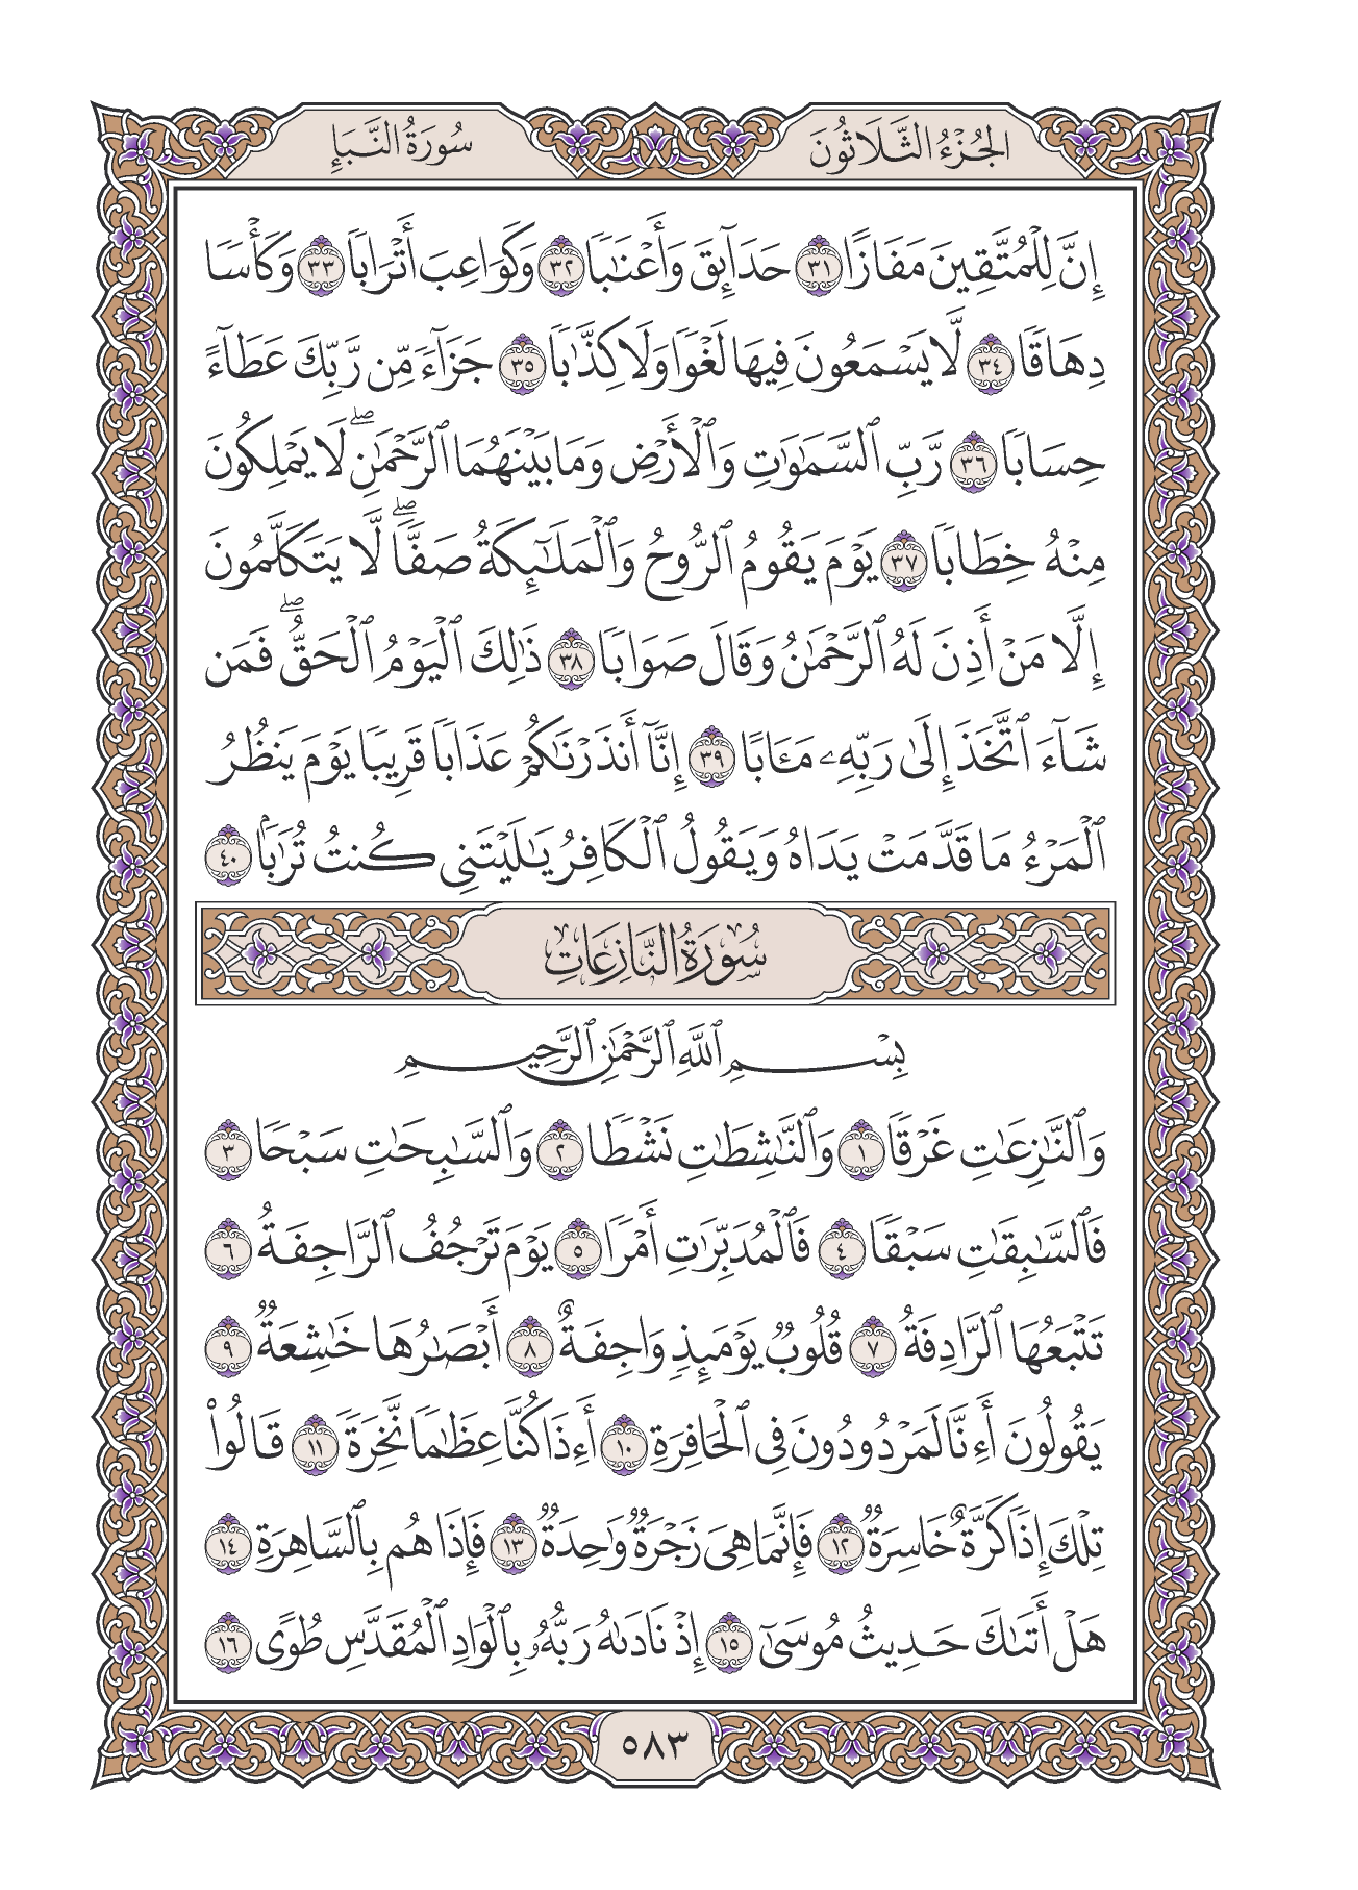 الجُزْءُ الثَّلَاثُونَ
سُورَةُ النَّبَإِ
إِنَّ لِلْمُتَّقِينَ مَفَازًا ٣١ حَدَآئِقَ وَأَعْنَٰبًا ٣٢ وَكَوَاعِبَ أَتْرَابًا ٣٣ وَكَأْسًا
دِهَاقًا ٣٤ لَّا يَسْمَعُونَ فِيهَا لَغْوًا وَلَا كِذَّٰبًا ٣٥ جَزَآءً مِّن رَّبِّكَ عَطَآءً
حِسَابًا ٣٦ رَّبِّ ٱلسَّمَٰوَٰتِ وَٱلْأَرْضِ وَمَا بَيْنَهُمَا ٱلرَّحْمَٰنِۖ لَا يَمْلِكُونَ
مِنْهُ خِطَابًا ٣٧ يَوْمَ يَقُومُ ٱلرُّوحُ وَٱلْمَلَٰٓئِكَةُ صَفًّاۖ لَّا يَتَكَلَّمُونَ
إِلَّا مَنْ أَذِنَ لَهُ ٱلرَّحْمَٰنُ وَقَالَ صَوَابًا ٣٨ ذَٰلِكَ ٱلْيَوْمُ ٱلْحَقُّۖ فَمَن
شَآءَ ٱتَّخَذَ إِلَىٰ رَبِّهِۦ مَـَٔابًا ٣٩ إِنَّآ أَنذَرْنَٰكُمْ عَذَابًا قَرِيبًا يَوْمَ يَنظُرُ
ٱلْمَرْءُ مَا قَدَّمَتْ يَدَاهُ وَيَقُولُ ٱلْكَافِرُ يَٰلَيْتَنِى كُنتُ تُرَٰبًۢا ٤٠
سُورَةُ النَّازِعَاتِ
بِسْمِ ٱللَّهِ ٱلرَّحْمَٰنِ ٱلرَّحِيمِ
وَٱلنَّٰزِعَٰتِ غَرْقًا ١ وَٱلنَّٰشِطَٰتِ نَشْطًا ٢ وَٱلسَّٰبِحَٰتِ سَبْحًا ٣
فَٱلسَّٰبِقَٰتِ سَبْقًا ٤ فَٱلْمُدَبِّرَٰتِ أَمْرًا ٥ يَوْمَ تَرْجُفُ ٱلرَّاجِفَةُ ٦
تَتْبَعُهَا ٱلرَّادِفَةُ ٧ قُلُوبٌ يَوْمَئِذٍ وَاجِفَةٌ ٨ أَبْصَٰرُهَا خَٰشِعَةٌ ٩
يَقُولُونَ أَءِنَّا لَمَرْدُودُونَ فِى ٱلْحَافِرَةِ ١٠ أَءِذَا كُنَّا عِظَٰمًا نَّخِرَةً ١١ قَالُوا۟
تِلْكَ إِذًا كَرَّةٌ خَاسِرَةٌ ١٢ فَإِنَّمَا هِىَ زَجْرَةٌ وَٰحِدَةٌ ١٣ فَإِذَا هُم بِٱلسَّاهِرَةِ ١٤
هَلْ أَتَىٰكَ حَدِيثُ مُوسَىٰٓ ١٥ إِذْ نَادَىٰهُ رَبُّهُۥ بِٱلْوَادِ ٱلْمُقَدَّسِ طُوًى ١٦
٥٨٣